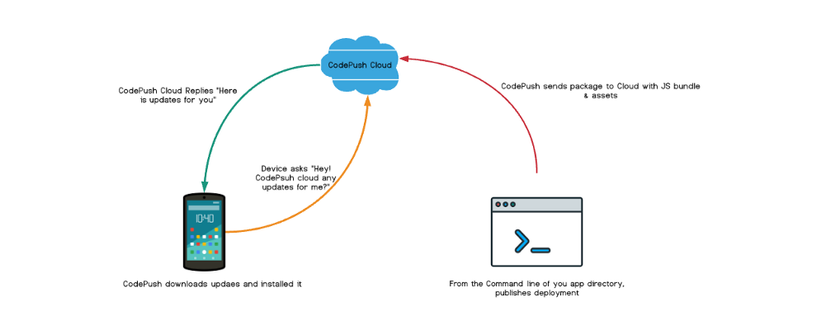 CodePush Cloud
CodePush Cloud Replies "Here
is updates for you"
CodePush sends package to Cloud with JS bundle
& assets
Device asks "Hey!
CodePsuh cloud any
updates for me?"
10:40
CodePush downloads updaes and installed it
From the Command line of you app directory,
publishes deployment